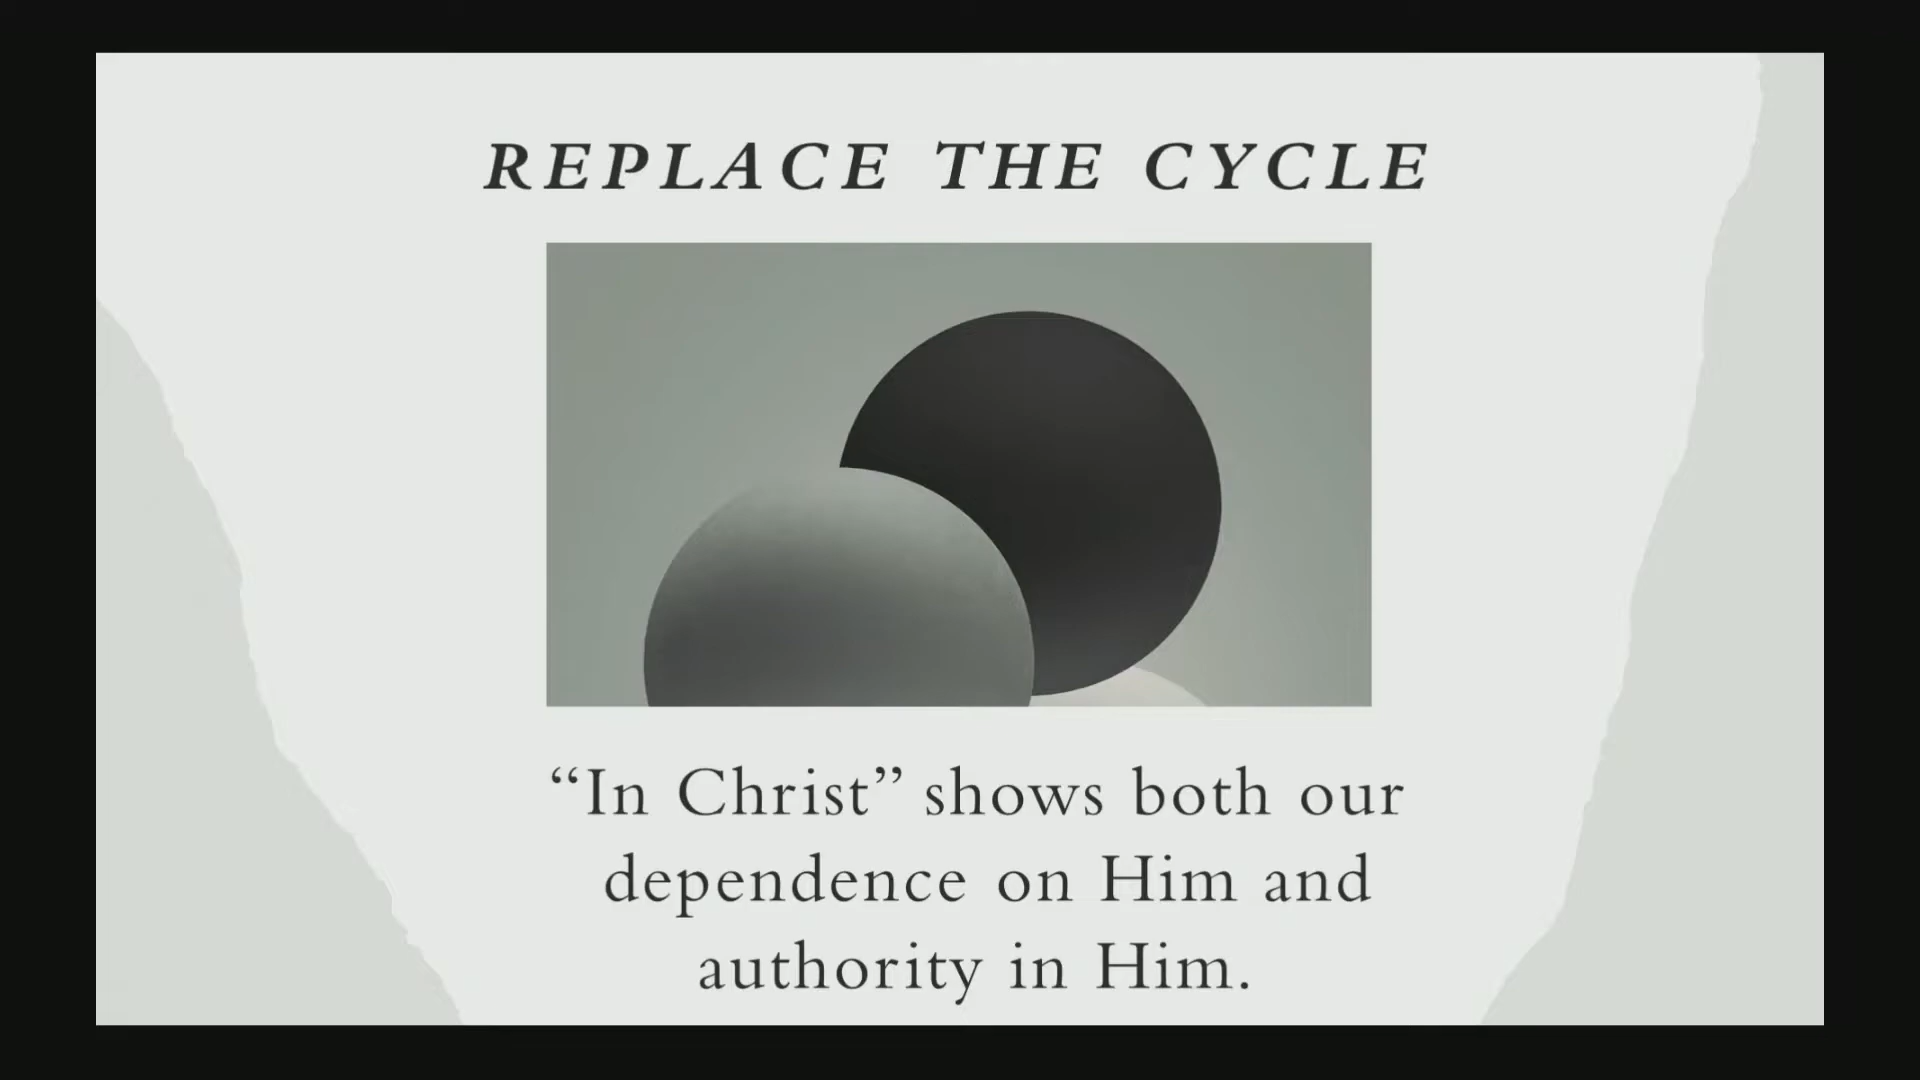 REPLACE THE CYCLE
“In Christ” shows both our
dependence on Him and
authority in Him.